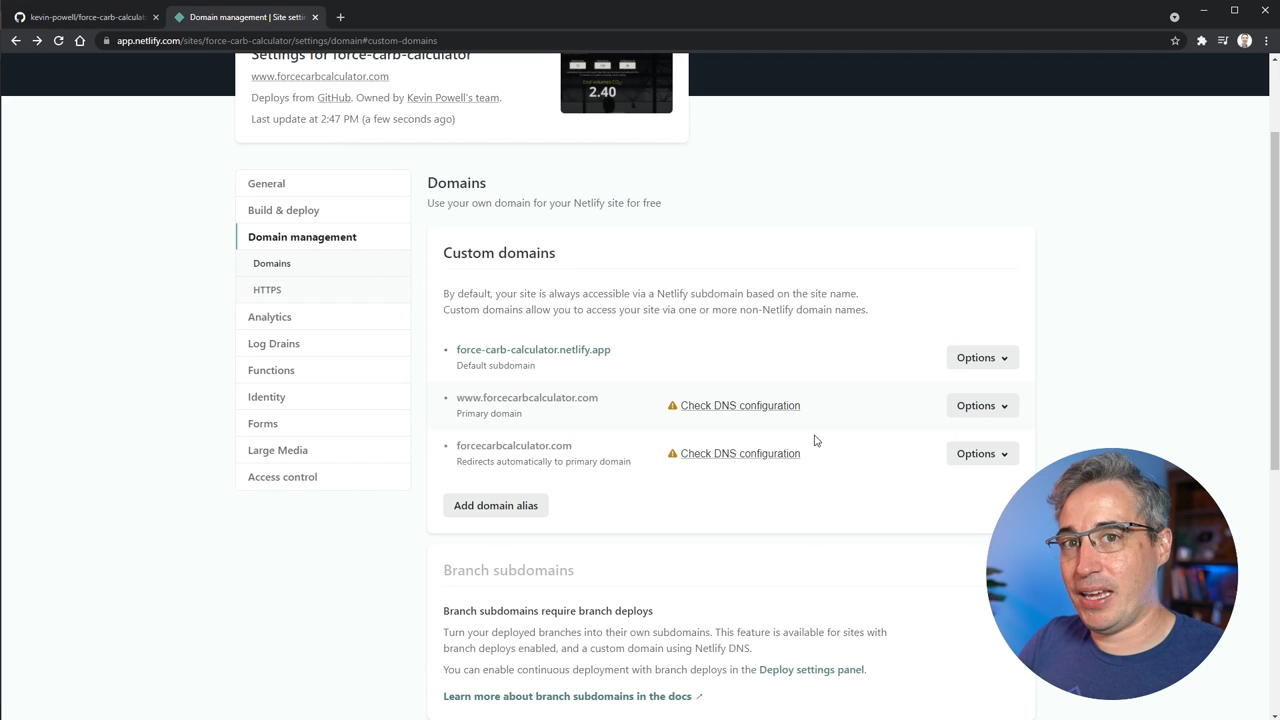 kevin-powell/force-carb-calculat
Domain management | Site settin
app.netlify.com/sites/force-carb-calculator/settings/domain#custom-domains
Settings for force-carb-calculator
www.forcecarbcalculator.com
Deploys from GitHub. Owned by Kevin Powell's team.
Last update at 2:47 PM (a few seconds ago)
2.40
General
Build & deploy
Domain management
Domains
HTTPS
Analytics
Log Drains
Functions
Identity
Forms
Large Media
Access control
Domains
Use your own domain for your Netlify site for free
Custom domains
By default, your site is always accessible via a Netlify subdomain based on the site name.
Custom domains allow you to access your site via one or more non-Netlify domain names.
force-carb-calculator.netlify.app
Default subdomain
Options
www.forcecarbcalculator.com
Primary domain
Check DNS configuration
Options
forcecarbcalculator.com
Redirects automatically to primary domain
Check DNS configuration
Options
Add domain alias
Branch subdomains
Branch subdomains require branch deploys
Turn your deployed branches into their own subdomains. This feature is available for sites with
branch deploys enabled, and a custom domain using Netlify DNS.
You can enable continuous deployment with branch deploys in the Deploy settings panel.
Learn more about branch subdomains in the docs